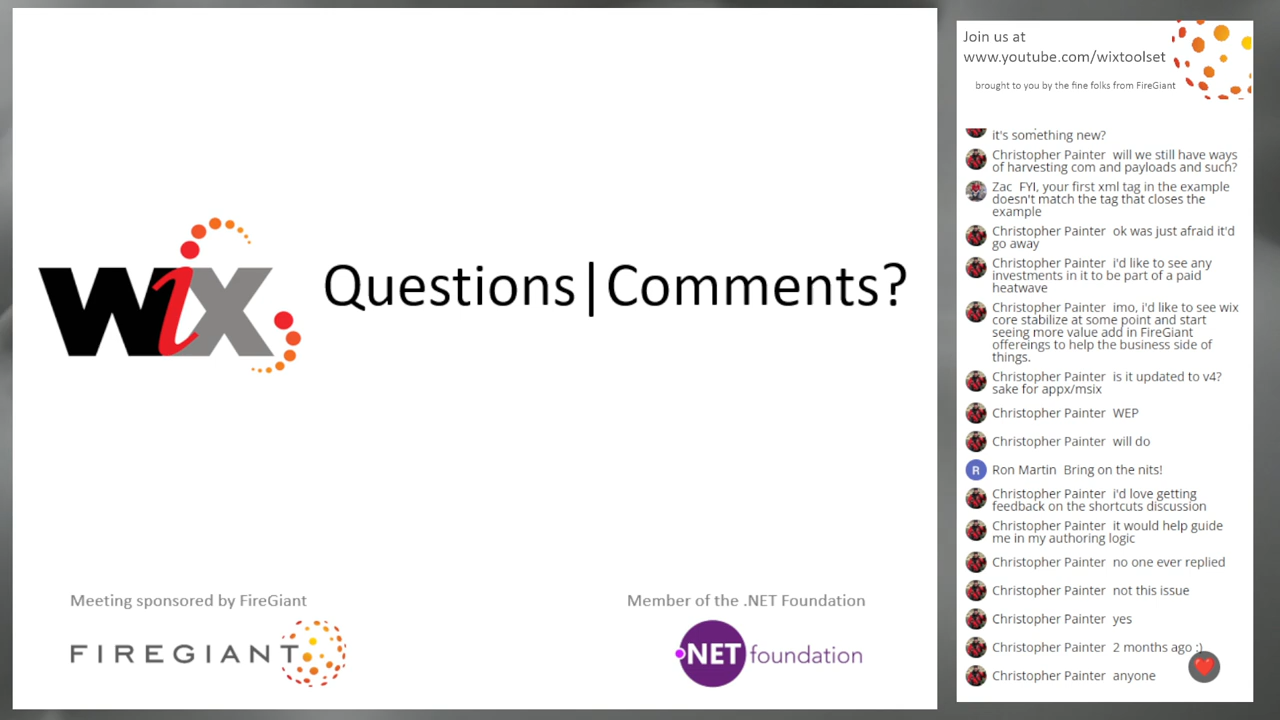 WiX
Questions|Comments?
Meeting sponsored by FireGiant
FIREGIANT
Member of the .NET Foundation
.NET foundation
Join us at
www.youtube.com/wixtoolset
brought to you by the fine folks from FireGiant
it's something new?
Christopher Painter will we still have ways
of harvesting com and payloads and such?
Zac FYI, your first xml tag in the example
doesn't match the tag that closes the
example
Christopher Painter ok was just afraid it'd
go away
Christopher Painter i'd like to see any
investments in it to be part of a paid
heatwave
Christopher Painter imo, i'd like to see wix
core stabilize at some point and start
seeing more value add in FireGiant
offereings to help the business side of
things.
Christopher Painter is it updated to v4?
sake for appx/msix
Christopher Painter WEP
Christopher Painter will do
R Ron Martin Bring on the nits!
Christopher Painter i'd love getting
feedback on the shortcuts discussion
Christopher Painter it would help guide
me in my authoring logic
Christopher Painter no one ever replied
Christopher Painter not this issue
Christopher Painter yes
Christopher Painter 2 months ago :)
Christopher Painter anyone